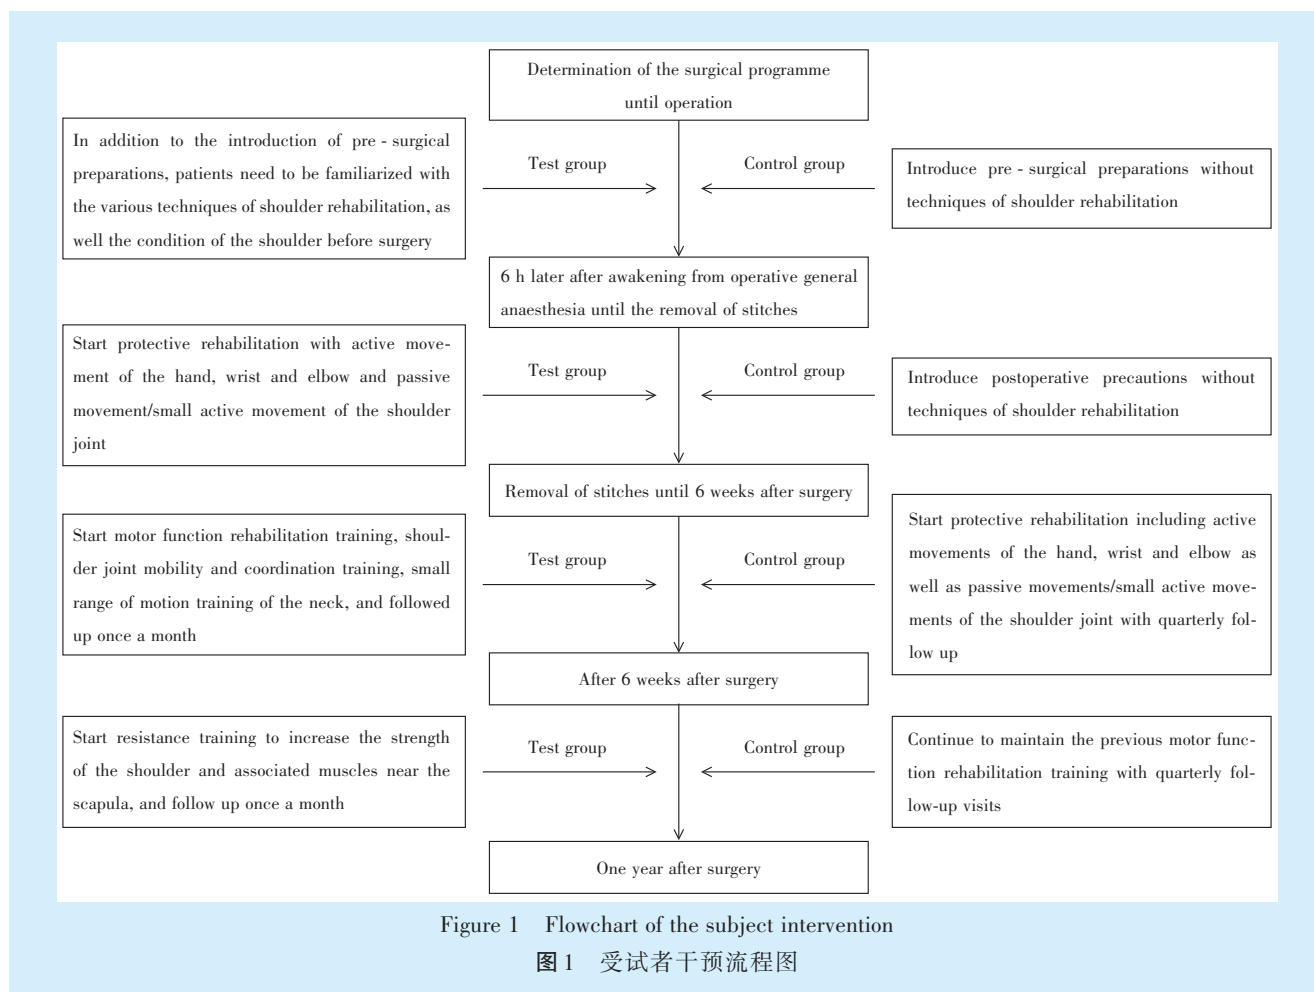 Determination of the surgical programme
until operation
In addition to the introduction of pre - surgical
preparations, patients need to be familiarized with
the various techniques of shoulder rehabilitation, as
well the condition of the shoulder before surgery
Test group
Control group
Introduce pre - surgical preparations without
techniques of shoulder rehabilitation
6 h later after awakening from operative general
anaesthesia until the removal of stitches
Start protective rehabilitation with active move-
ment of the hand, wrist and elbow and passive
movement/small active movement of the shoulder
joint
Test group
Control group
Introduce postoperative precautions without
techniques of shoulder rehabilitation
Removal of stitches until 6 weeks after surgery
Start motor function rehabilitation training, shoul-
der joint mobility and coordination training, small
range of motion training of the neck, and followed
up once a month
Test group
Control group
Start protective rehabilitation including active
movements of the hand, wrist and elbow as
well as passive movements/small active move-
ments of the shoulder joint with quarterly fol-
low up
After 6 weeks after surgery
Start resistance training to increase the strength
of the shoulder and associated muscles near the
scapula, and follow up once a month
Test group
Control group
Continue to maintain the previous motor func-
tion rehabilitation training with quarterly fol-
low-up visits
One year after surgery
Figure 1 Flowchart of the subject intervention
图 1 受试者干预流程图